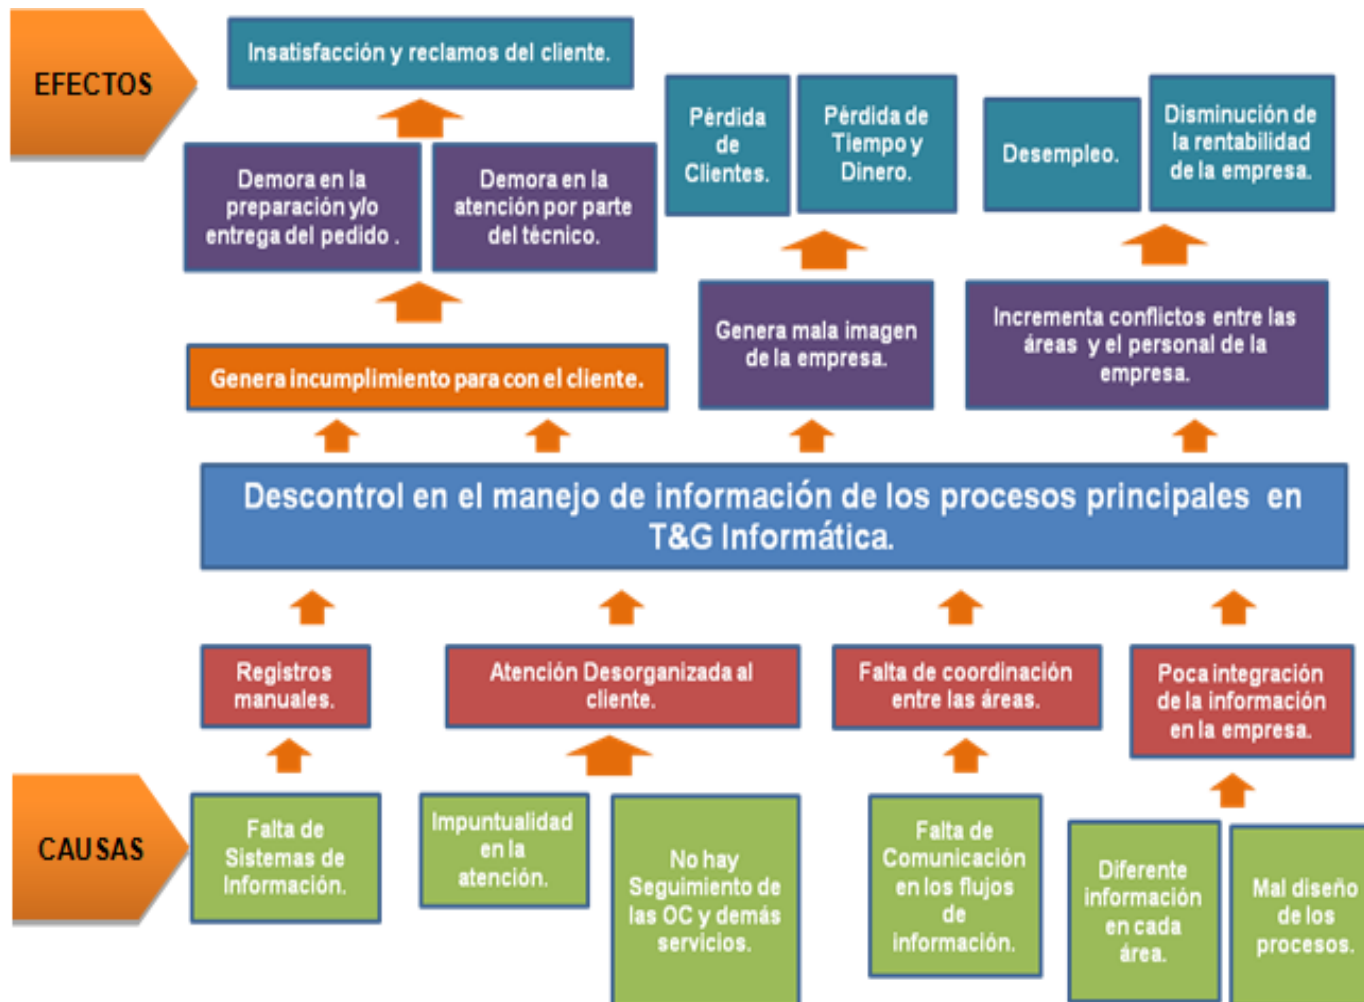 EFECTOS
Insatisfacción y reclamos del cliente.
Pérdida
de
Clientes.
Pérdida de
Tiempo y
Dinero.
Desempleo.
Disminución de
la rentabilidad
de la empresa.
Demora en la
preparación y/o
entrega del pedido .
Demora en la
atención por parte
del técnico.
Genera incumplimiento para con el cliente.
Genera mala imagen
de la empresa.
Incrementa conflictos entre las
áreas y el personal de la
empresa.
Descontrol en el manejo de información de los procesos principales en
T&G Informática.
Registros
manuales.
Atención Desorganizada al
cliente.
Falta de coordinación
entre las áreas.
Poca integración
de la información
en la empresa.
CAUSAS
Falta de
Sistemas de
Información.
Impuntualidad
en la
atención.
No hay
Seguimiento de
las OC y demás
servicios.
Falta de
Comunicación
en los flujos
de
información.
Diferente
información
en cada
área.
Mal diseño
de los
procesos.